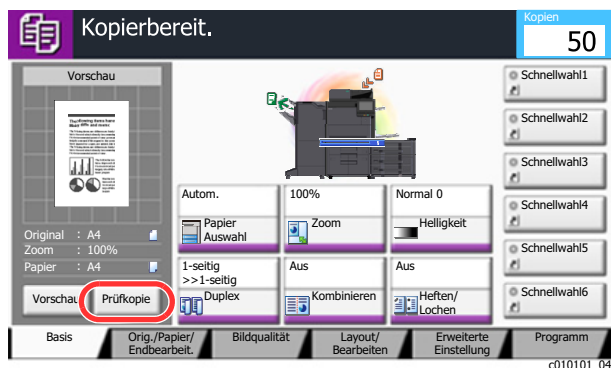 Kopierbereit.
Kopien
50
Vorschau
Original : A4
Zoom : 100%
Papier : A4
Vorschau
Prüfkopie
Autom.
Papier
Auswahl
100%
Zoom
Normal 0
Helligkeit
1-seitig
>>1-seitig
Duplex
Aus
Kombinieren
Aus
Heften/
Lochen
Schnellwahl1
Schnellwahl2
Schnellwahl3
Schnellwahl4
Schnellwahl5
Schnellwahl6
Basis
Orig./Papier/
Endbearbeit.
Bildqualität
Layout/
Bearbeiten
Erweiterte
Einstellung
Programm
c010101_04